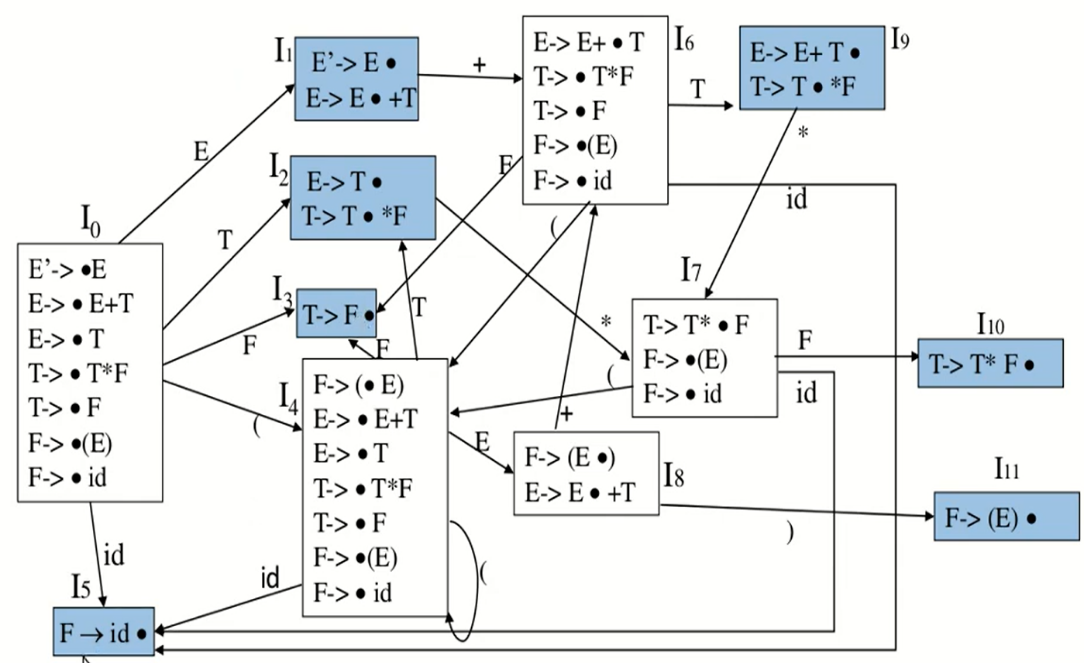 I0
E'-> •E
E-> • E+T
E-> • T
T-> • T*F
T-> • F
F-> •(E)
F-> • id
E
T
F
(
id
I1
E'-> E •
E-> E • +T
+
I2
E-> T •
T-> T • *F
*
I3
T-> F •
I4
F-> (• E)
E-> • E+T
E-> • T
T-> • T*F
T-> • F
F-> •(E)
F-> • id
T
F
E
(
id
I5
F → id •
I6
E-> E+ • T
T-> • T*F
T-> • F
F-> •(E)
F-> • id
T
F
(
id
I7
T-> T* • F
F-> •(E)
F-> • id
F
(
id
I8
F-> (E •)
E-> E • +T
+
)
I9
E-> E+ T •
T-> T • *F
*
I10
T-> T* F •
I11
F-> (E) •